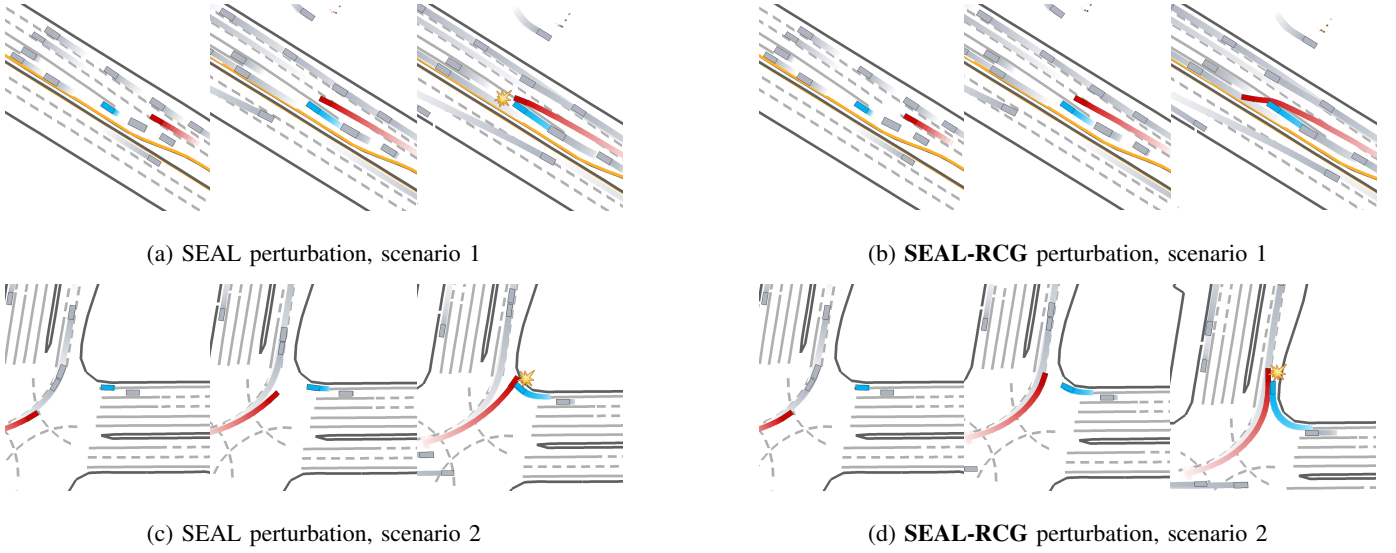 (a) SEAL perturbation, scenario 1
(b) SEAL-RCG perturbation, scenario 1
(c) SEAL perturbation, scenario 2
(d) SEAL-RCG perturbation, scenario 2